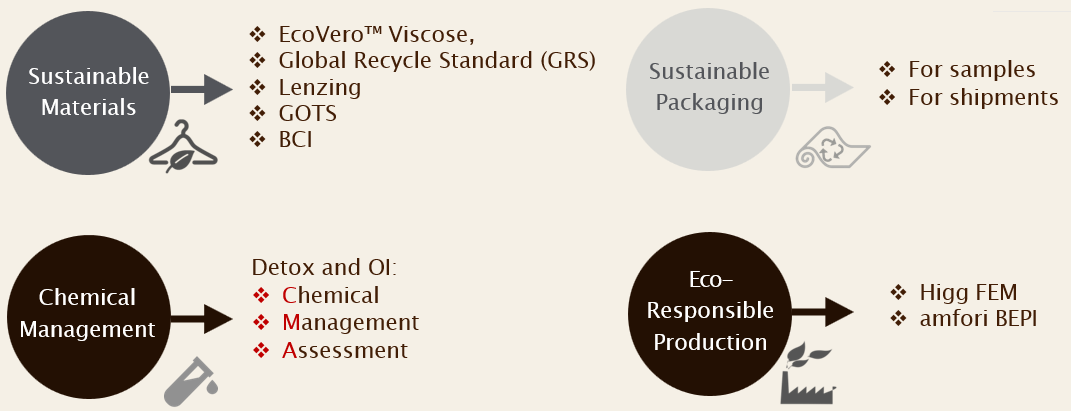 Sustainable
Materials
❖ EcoVero™ Viscose,
❖ Global Recycle Standard (GRS)
❖ Lenzing
❖ GOTS
❖ BCI
Sustainable
Packaging
❖ For samples
❖ For shipments
Chemical
Management
Detox and OI:
❖ Chemical
❖ Management
❖ Assessment
Eco–
Responsible
Production
❖ Higg FEM
❖ amfori BEPI